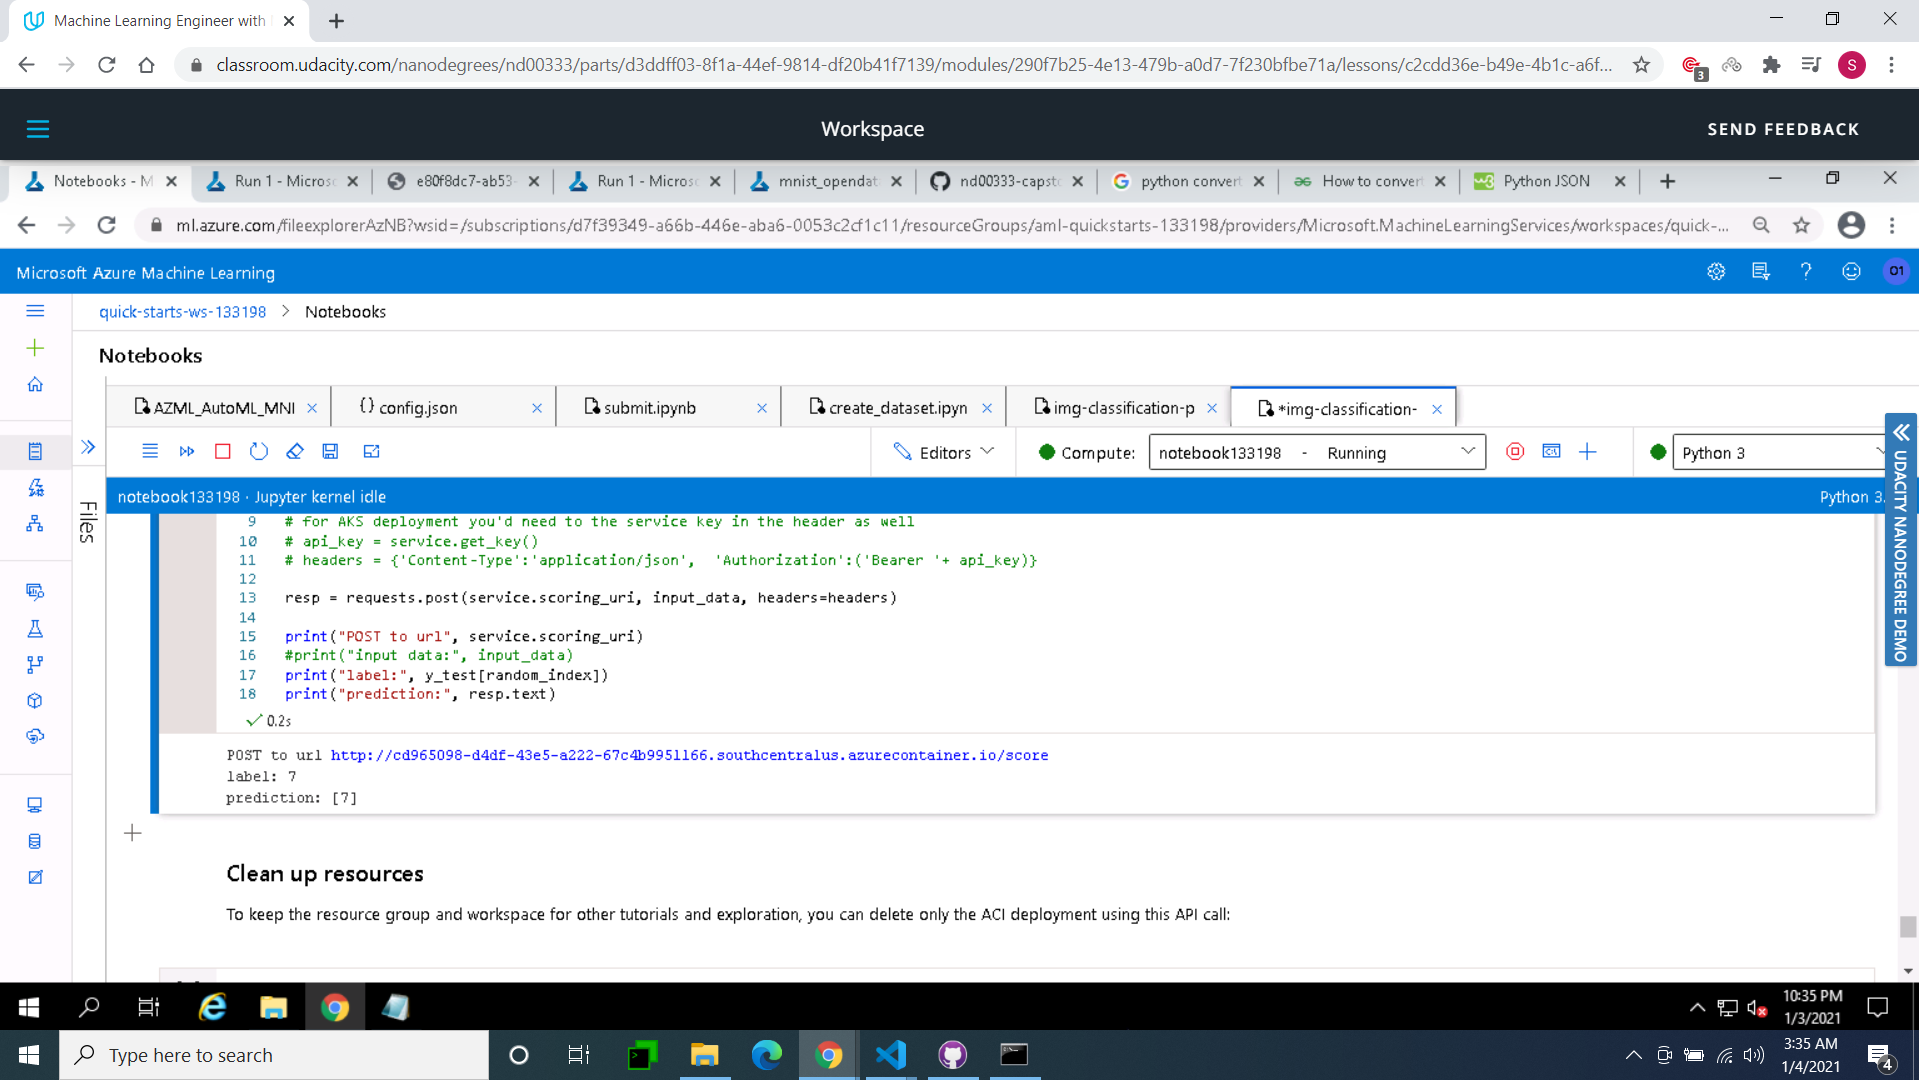 Machine Learning Engineer with
classroom.udacity.com/nanodegrees/nd00333/parts/d3ddff03-8f1a-44ef-9814-df20b41f7139/modules/290f7b25-4e13-479b-a0d7-7f230bfbe71a/lessons/c2cdd36e-b49e-4b1c-a6f...
3
S
Workspace
SEND FEEDBACK
Notebooks - M
Run 1 - Micros
e80f8dc7-ab53-
Run 1 - Micros
mnist_opendat
nd00333-capst
python convert
How to convert
Python JSON
ml.azure.com/fileexplorerAzNB?wsid=/subscriptions/d7f39349-a66b-446e-aba6-0053c2cf1c11/resourceGroups/aml-quickstarts-133198/providers/Microsoft.MachineLearningServices/workspaces/quick-...
Microsoft Azure Machine Learning
01
quick-starts-ws-133198 > Notebooks
Notebooks
AZML_AutoML_MNI
{} config.json
submit.ipynb
create_dataset.ipyn
img-classification-p
*img-classification-
Editors
Compute:
notebook133198 - Running
Python 3
notebook133198 · Jupyter kernel idle
Python 3.
Files
UDACITY NANODEGREE DEMO
9 # for AKS deployment you'd need to the service key in the header as well
10 # api_key = service.get_key()
11 # headers = {'Content-Type':'application/json',  'Authorization':('Bearer '+ api_key)}
12
13 resp = requests.post(service.scoring_uri, input_data, headers=headers)
14
15 print("POST to url", service.scoring_uri)
16 #print("input data:", input_data)
17 print("label:", y_test[random_index])
18 print("prediction:", resp.text)
0.2s
POST to url http://cd965098-d4df-43e5-a222-67c4b9951166.southcentralus.azurecontainer.io/score
label: 7
prediction: [7]
Clean up resources
To keep the resource group and workspace for other tutorials and exploration, you can delete only the ACI deployment using this API call:
10:35 PM
1/3/2021
Type here to search
3:35 AM
1/4/2021
4